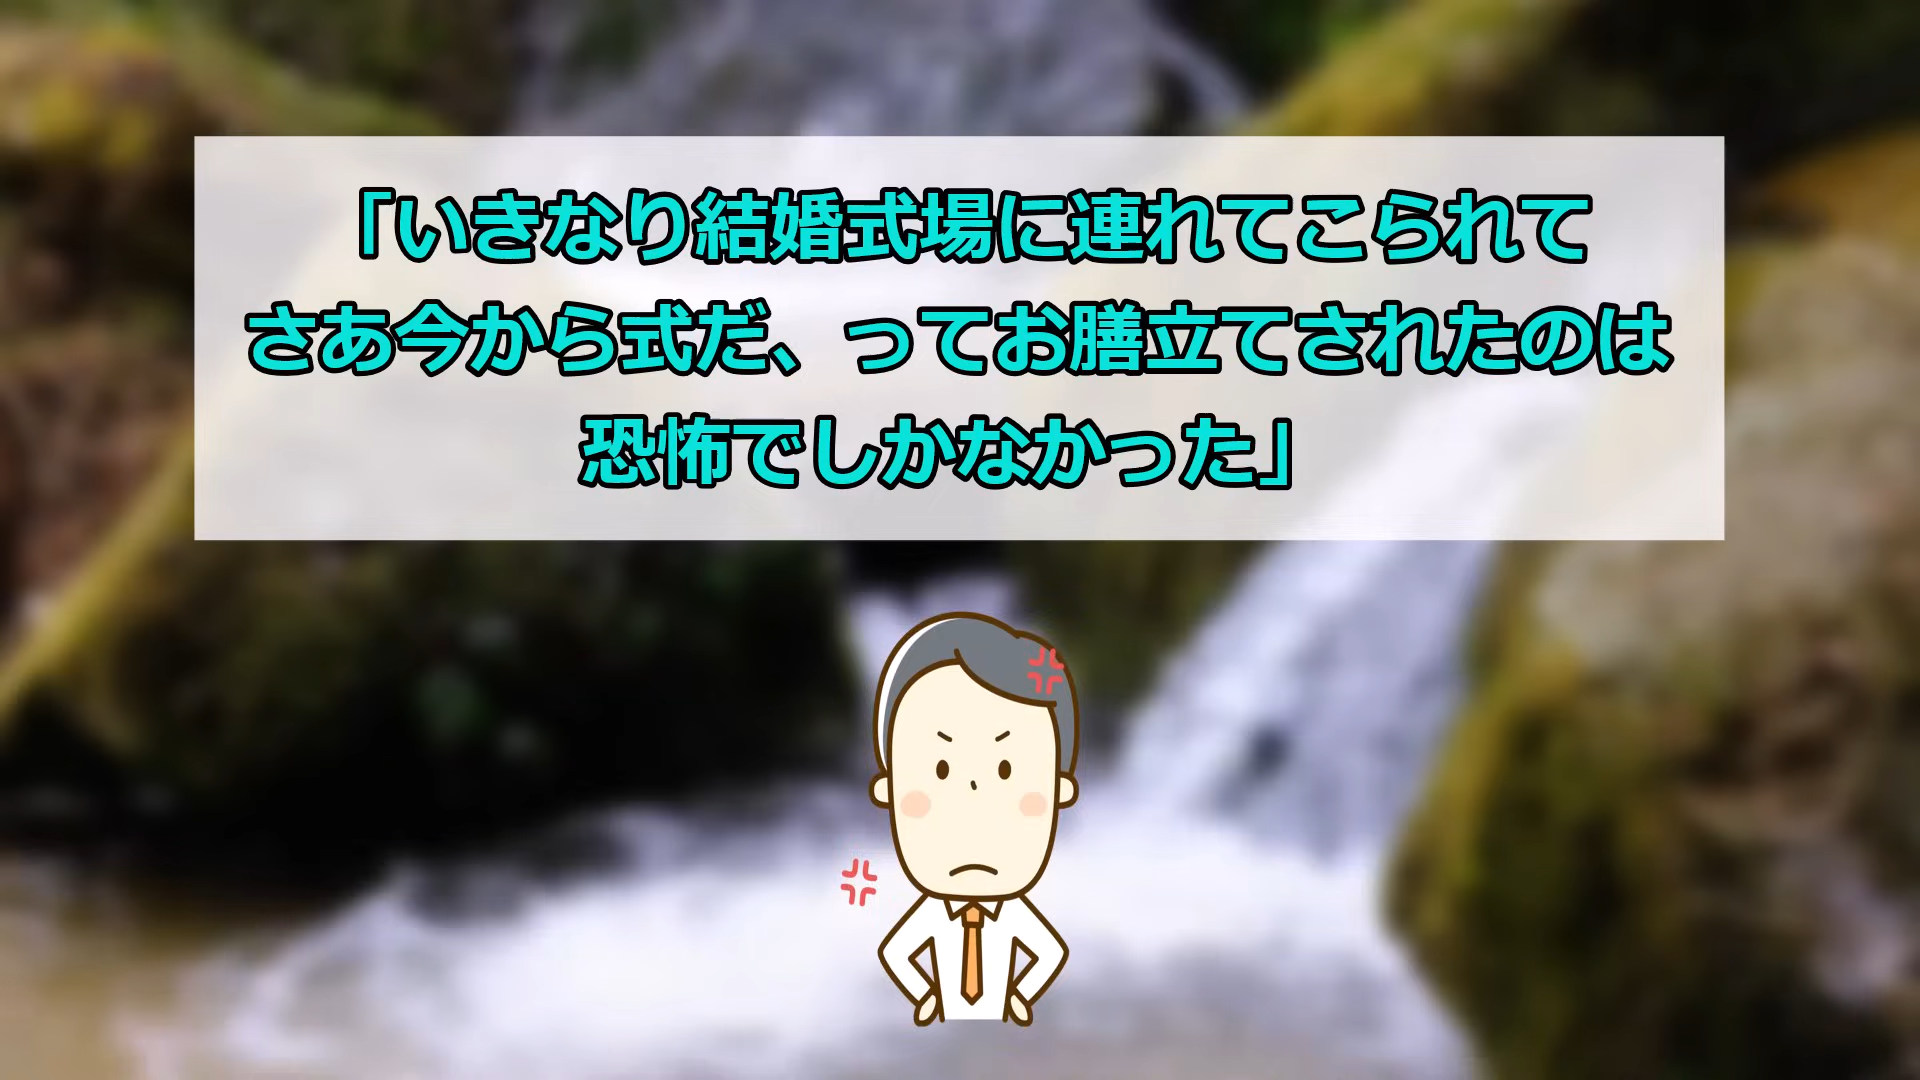 「いきなり結婚式場に連れてこられて
さあ今から式だ、ってお膳立てされたのは
恐怖でしかなかった」